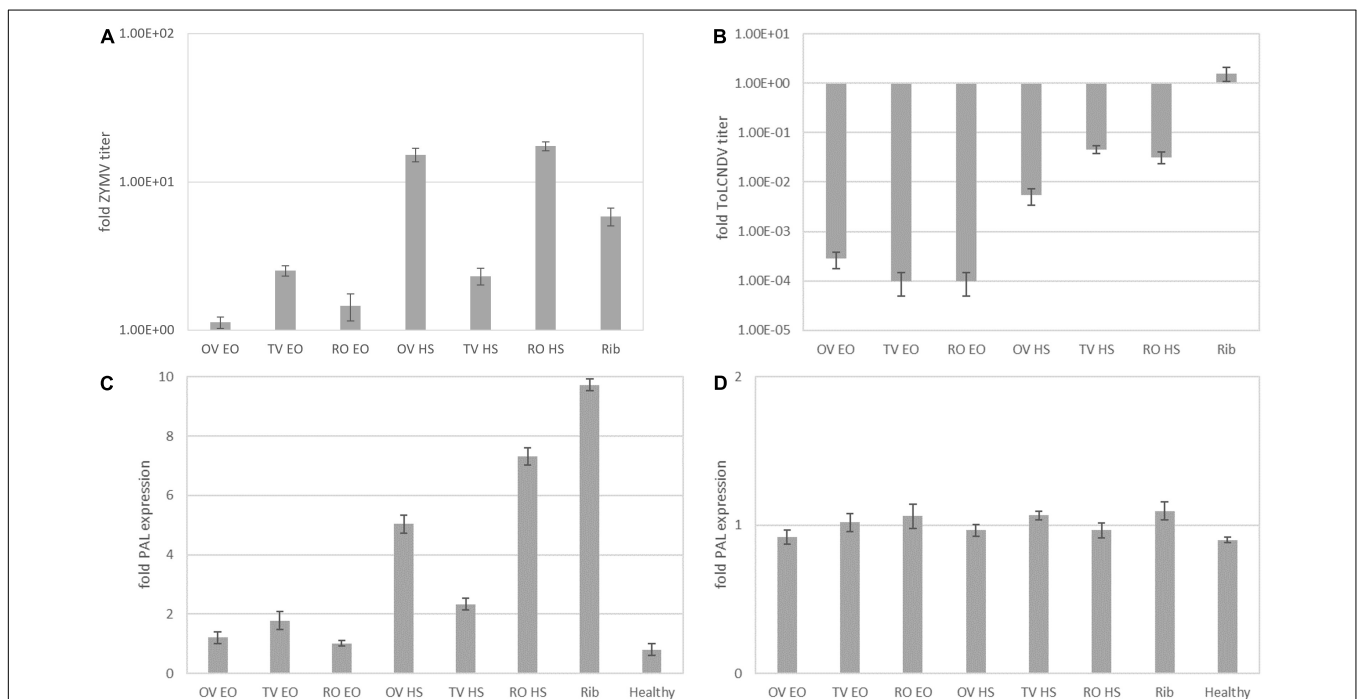 A
1.00E+02
1.00E+01
1.00E+00
fold ZYMV titer
OV EO TV EO RO EO OV HS TV HS RO HS Rib
B
1.00E+01
1.00E+00
1.00E-01
1.00E-02
1.00E-03
1.00E-04
1.00E-05
fold ToLCNDV titer
OV EO TV EO RO EO OV HS TV HS RO HS Rib
C
10
8
6
4
2
0
fold PAL expression
OV EO TV EO RO EO OV HS TV HS RO HS Rib Healthy
D
2
1
0
fold PAL expression
OV EO TV EO RO EO OV HS TV HS RO HS Rib Healthy